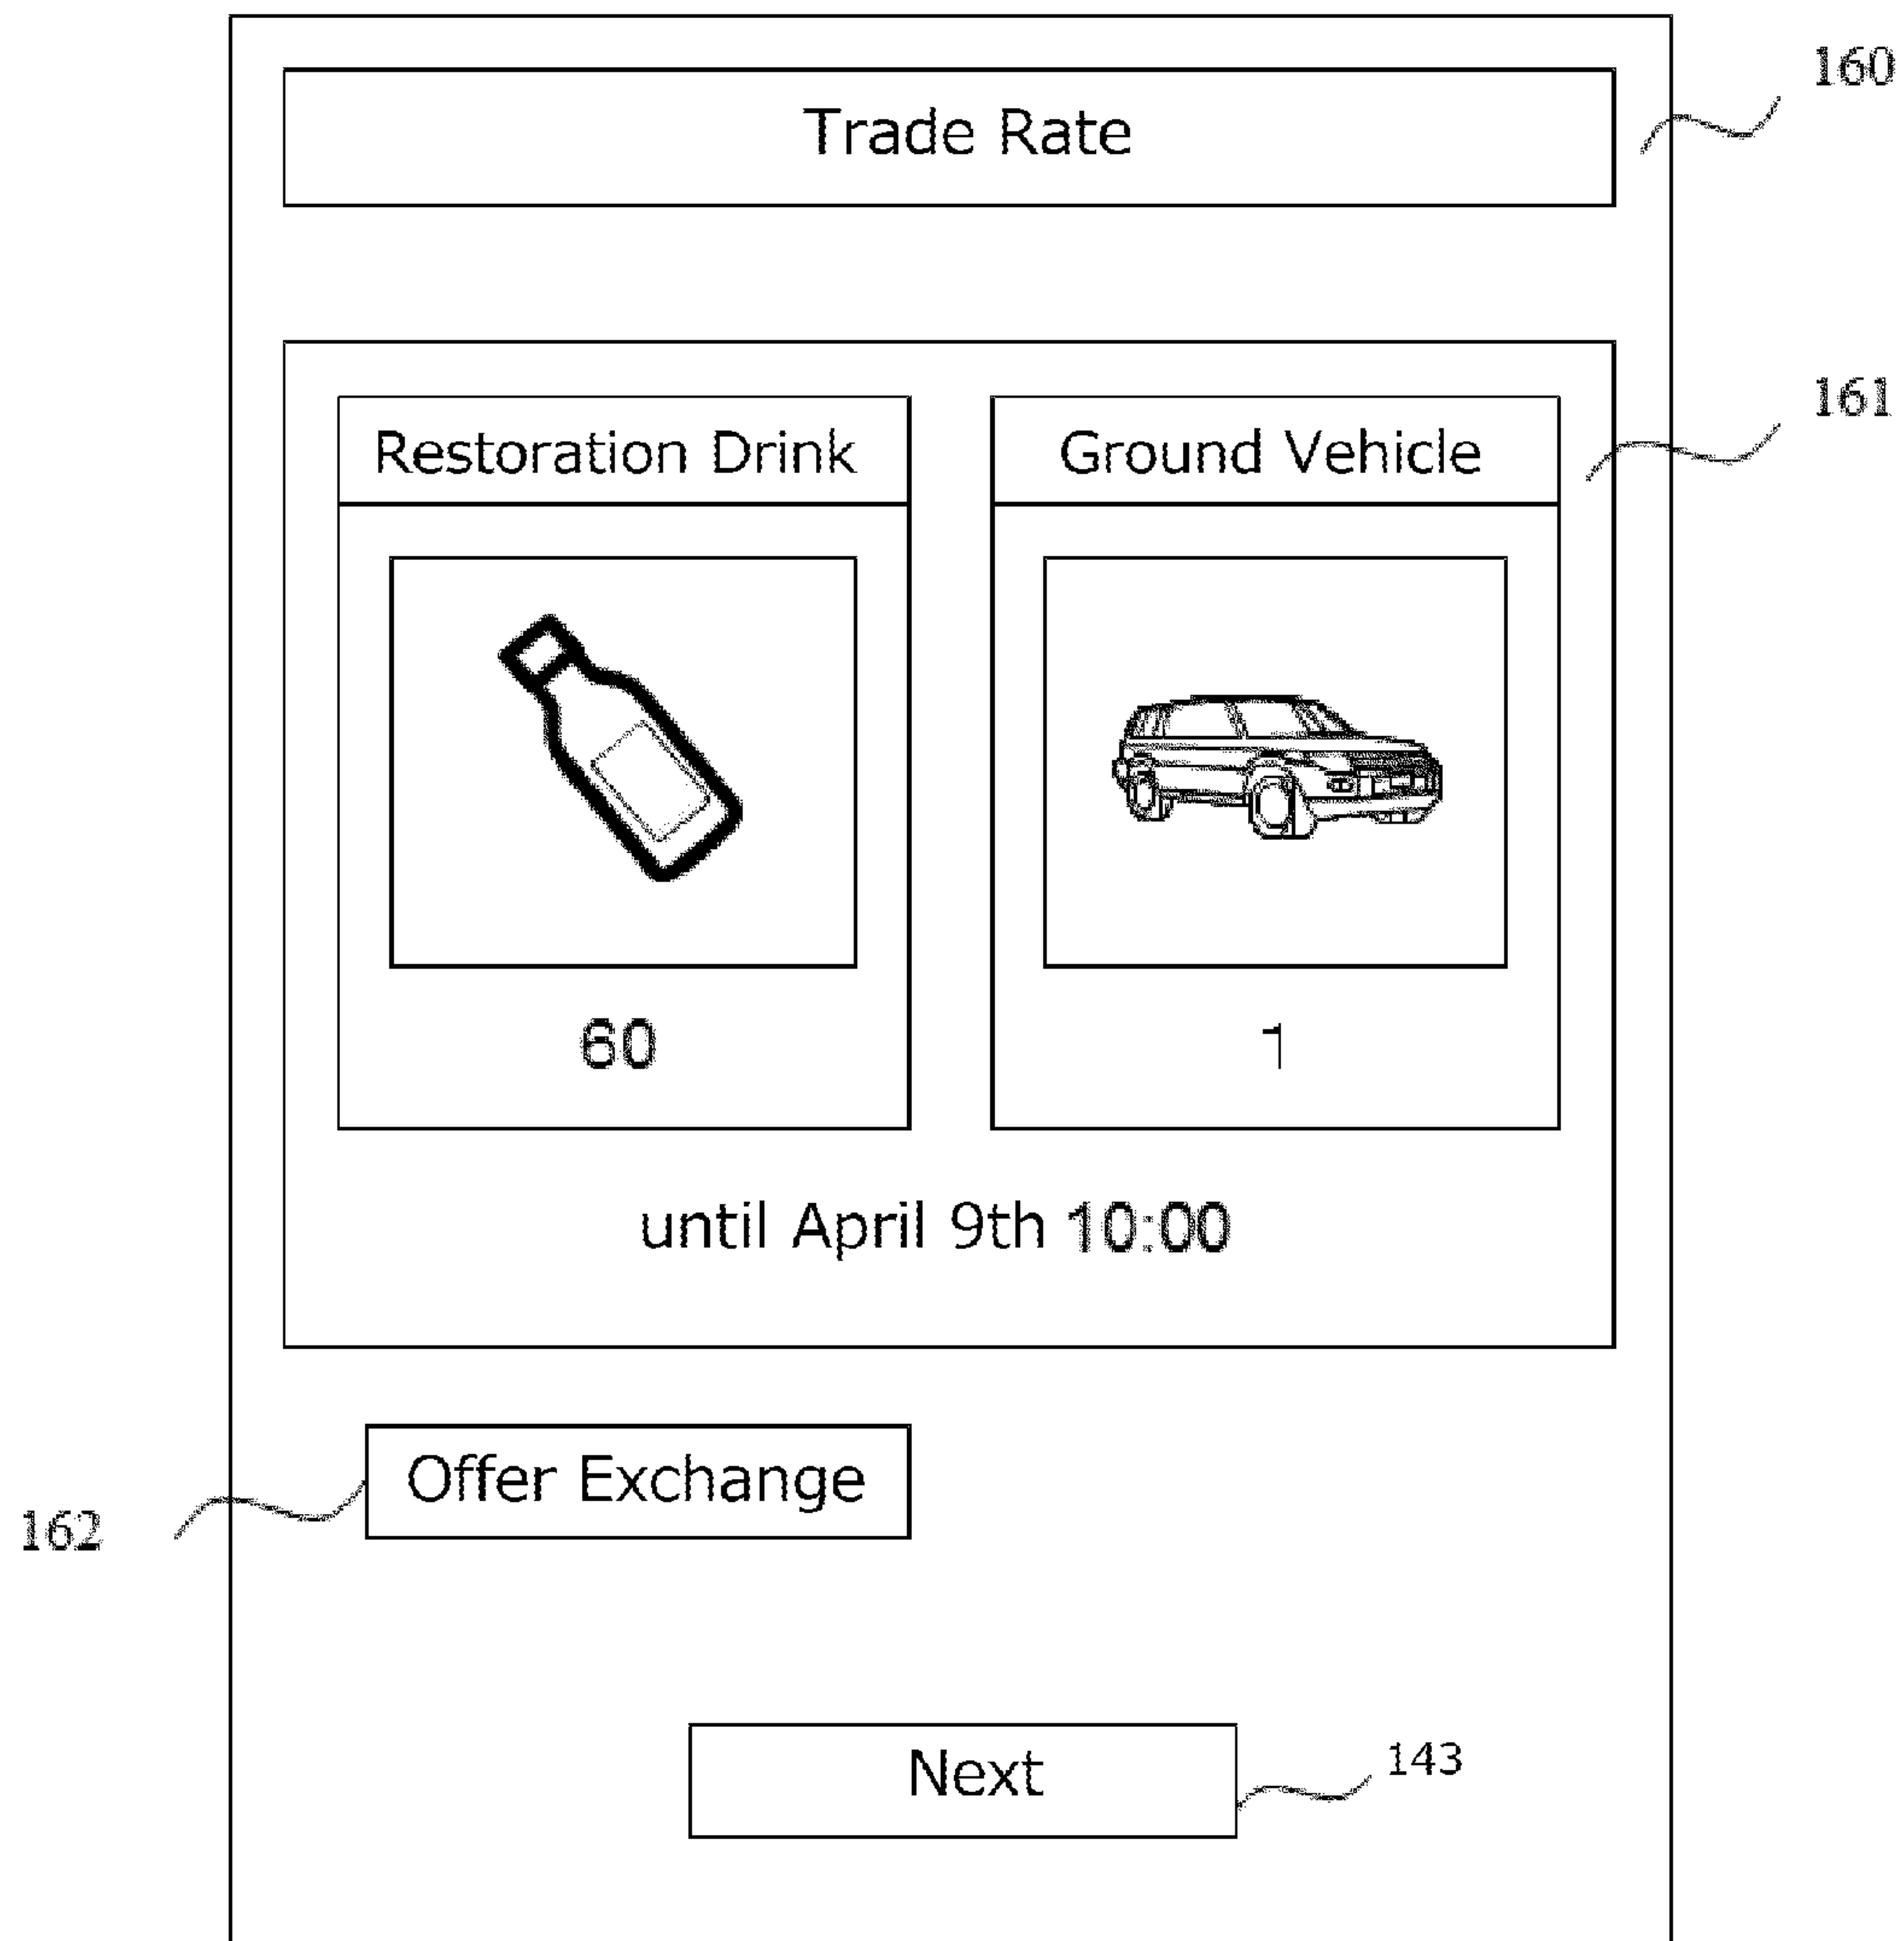 160
Trade Rate
161
Restoration Drink
Ground Vehicle
60
1
until April 9th 10:00
Offer Exchange
162
Next
143